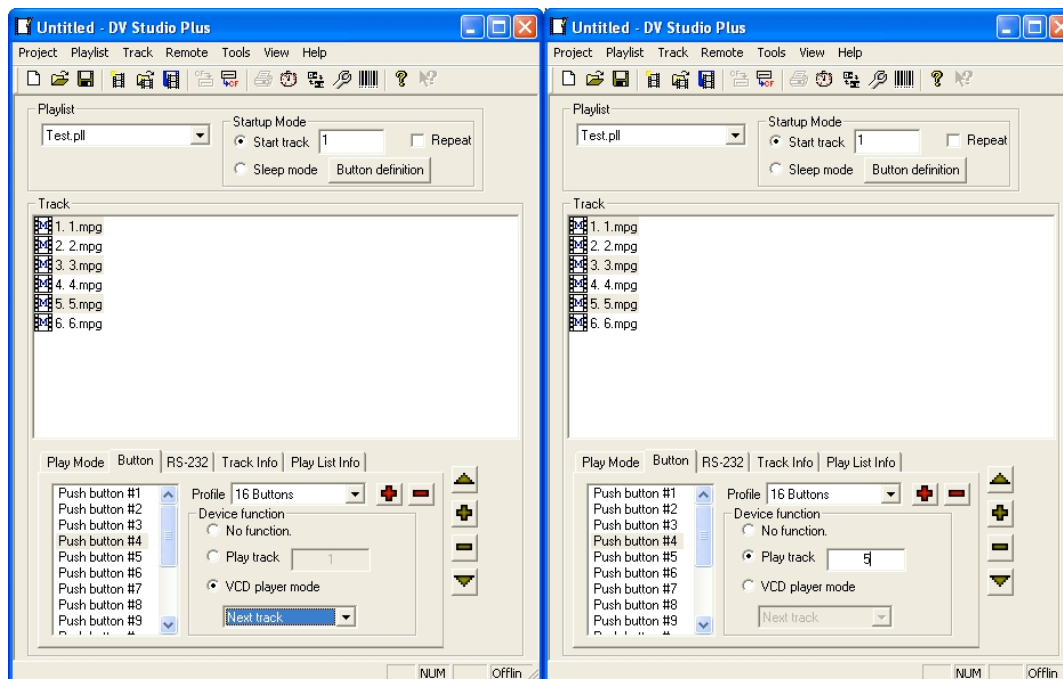 Untitled - DV Studio Plus
Project Playlist Track Remote Tools View Help
Playlist
Test.pll
Startup Mode
Start track 1 Repeat
Sleep mode Button definition
Track
1. 1.mpg
2. 2.mpg
3. 3.mpg
4. 4.mpg
5. 5.mpg
6. 6.mpg
Play Mode Button RS-232 Track Info Play List Info
Push button #1
Push button #2
Push button #3
Push button #4
Push button #5
Push button #6
Push button #7
Push button #8
Push button #9
Profile 16 Buttons
Device function
No function.
Play track 1
VCD player mode
Next track
NUM Offlin
Untitled - DV Studio Plus
Project Playlist Track Remote Tools View Help
Playlist
Test.pll
Startup Mode
Start track 1 Repeat
Sleep mode Button definition
Track
1. 1.mpg
2. 2.mpg
3. 3.mpg
4. 4.mpg
5. 5.mpg
6. 6.mpg
Play Mode Button RS-232 Track Info Play List Info
Push button #1
Push button #2
Push button #3
Push button #4
Push button #5
Push button #6
Push button #7
Push button #8
Push button #9
Profile 16 Buttons
Device function
No function.
Play track 5
VCD player mode
Next track
NUM Offlin